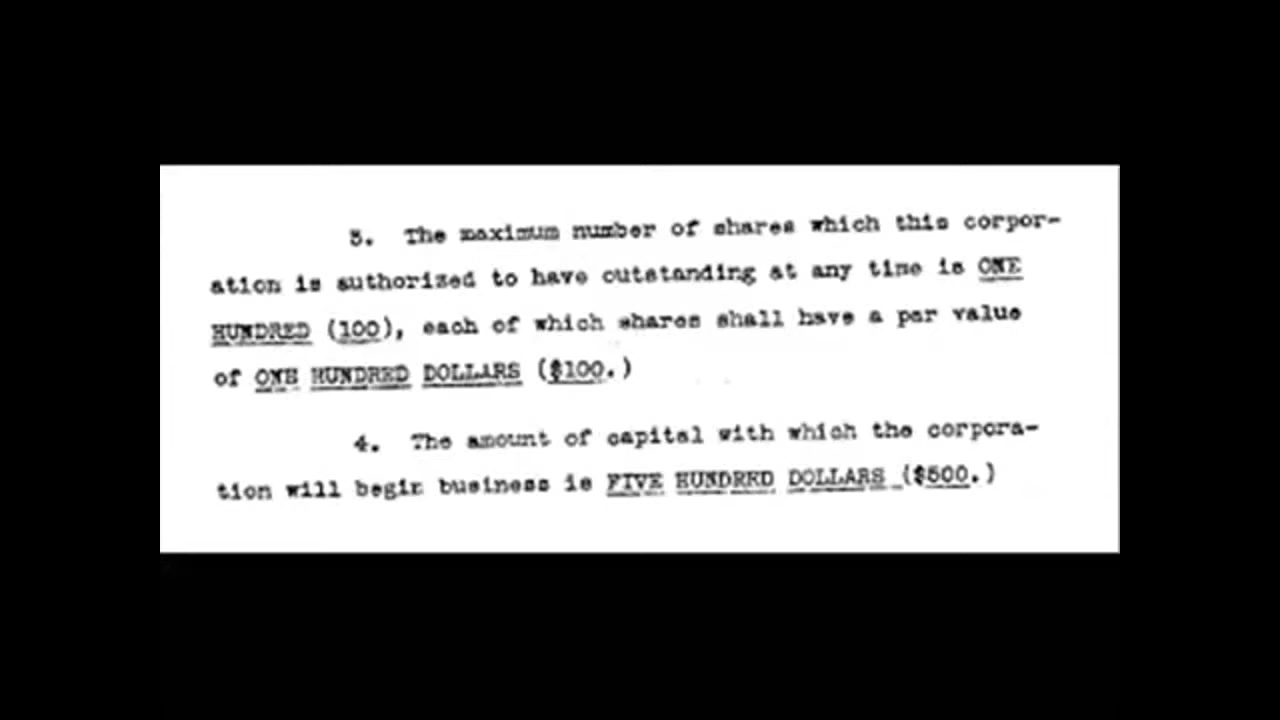 3. The maximum number of shares which this corpor-
ation is authorized to have outstanding at any time is ONE
HUNDRED (100), each of which shares shall have a par value
of ONE HUNDRED DOLLARS ($100.)
4. The amount of capital with which the corpora-
tion will begin business is FIVE HUNDRED DOLLARS ($500.)